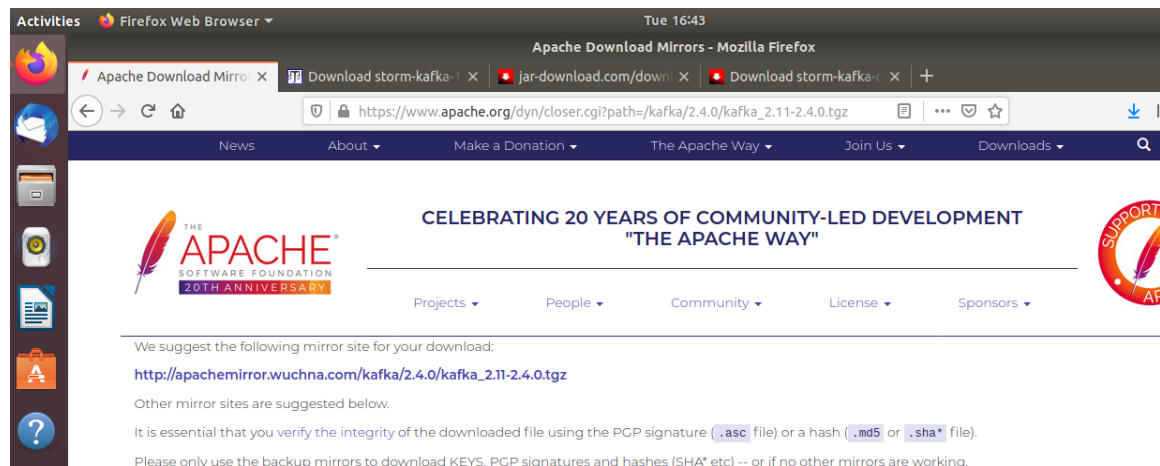 Activities Firefox Web Browser Tue 16:43
Apache Download Mirrors - Mozilla Firefox
Apache Download Mirro Download storm-kafka-1 jar-download.com/down Download storm-kafka-c
https://www.apache.org/dyn/closer.cgi?path=/kafka/2.4.0/kafka_2.11-2.4.0.tgz
News About Make a Donation The Apache Way Join Us Downloads
THE
APACHE®
SOFTWARE FOUNDATION
20TH ANNIVERSARY
CELEBRATING 20 YEARS OF COMMUNITY-LED DEVELOPMENT
"THE APACHE WAY"
SUPPORT
AP
Projects People Community License Sponsors
We suggest the following mirror site for your download:
http://apachemirror.wuchna.com/kafka/2.4.0/kafka_2.11-2.4.0.tgz
Other mirror sites are suggested below.
It is essential that you verify the integrity of the downloaded file using the PGP signature ( .asc file) or a hash ( .md5 or .sha* file).
Please only use the backup mirrors to download KEYS, PGP signatures and hashes (SHA* etc) -- or if no other mirrors are working.